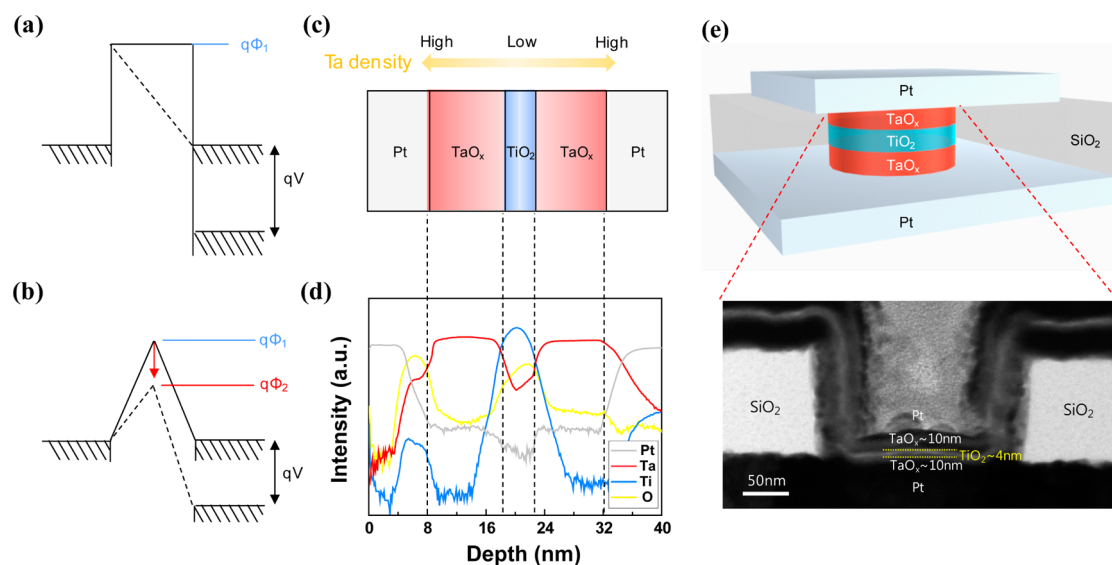 (a)
qΦ₁
qV
(b)
qΦ₁
qΦ₂
qV
(c)
High Low High
Ta density
Pt TaOₓ TiO₂ TaOₓ Pt
(d)
Intensity (a.u.)
Pt
Ta
Ti
O
0 8 16 24 32 40
Depth (nm)
(e)
Pt
TaOₓ
TiO₂
TaOₓ
SiO₂
Pt
SiO₂
SiO₂
Pt
TaOₓ~10nm
TiO₂~4nm
TaOₓ~10nm
Pt
50nm